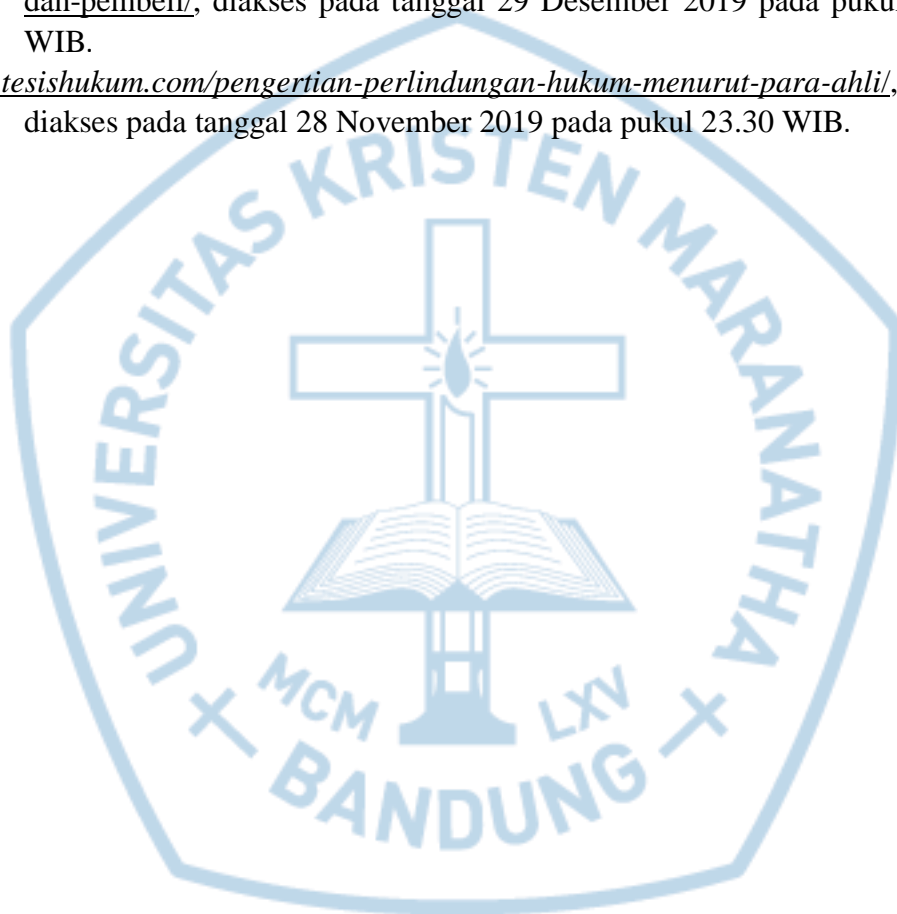 dan-pembeli/, diakses pada tanggal 29 Desember 2019 pada pukul
WIB.
tesishukum.com/pengertian-perlindungan-hukum-menurut-para-ahli/,
diakses pada tanggal 28 November 2019 pada pukul 23.30 WIB.
UNIVERSITAS KRISTEN MARANATHA
MCM LXV
BANDUNG